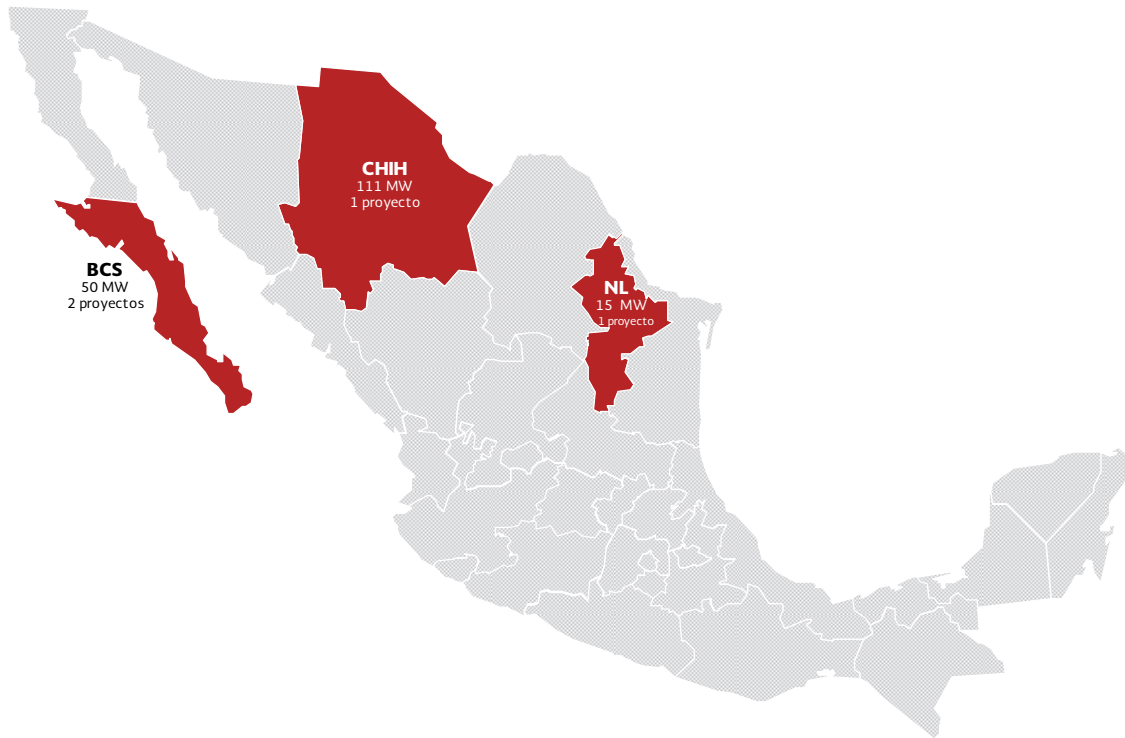 CHIH
111 MW
1 proyecto
BCS
50 MW
2 proyectos
NL
15 MW
1 proyecto